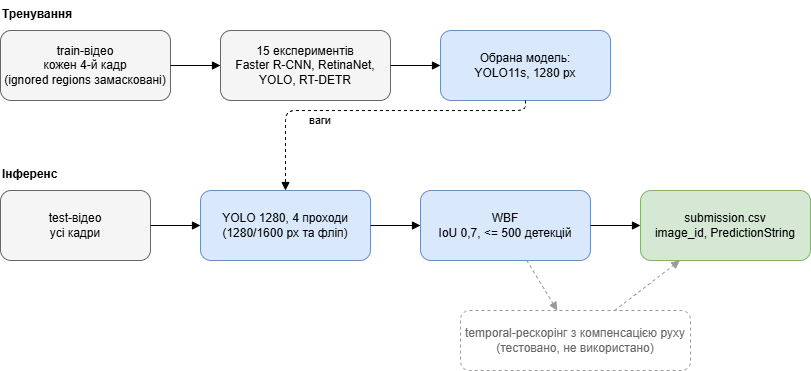 Тренування
train-відео
кожен 4-й кадр
(ignored regions замасковані)
15 експериментів
Faster R-CNN, RetinaNet,
YOLO, RT-DETR
Обрана модель:
YOLO11s, 1280 px
ваги
Інференс
test-відео
усі кадри
YOLO 1280, 4 проходи
(1280/1600 px та фліп)
WBF
IoU 0,7, <= 500 детекцій
submission.csv
image_id, PredictionString
temporal-рескорінг з компенсацією руху
(тестовано, не використано)